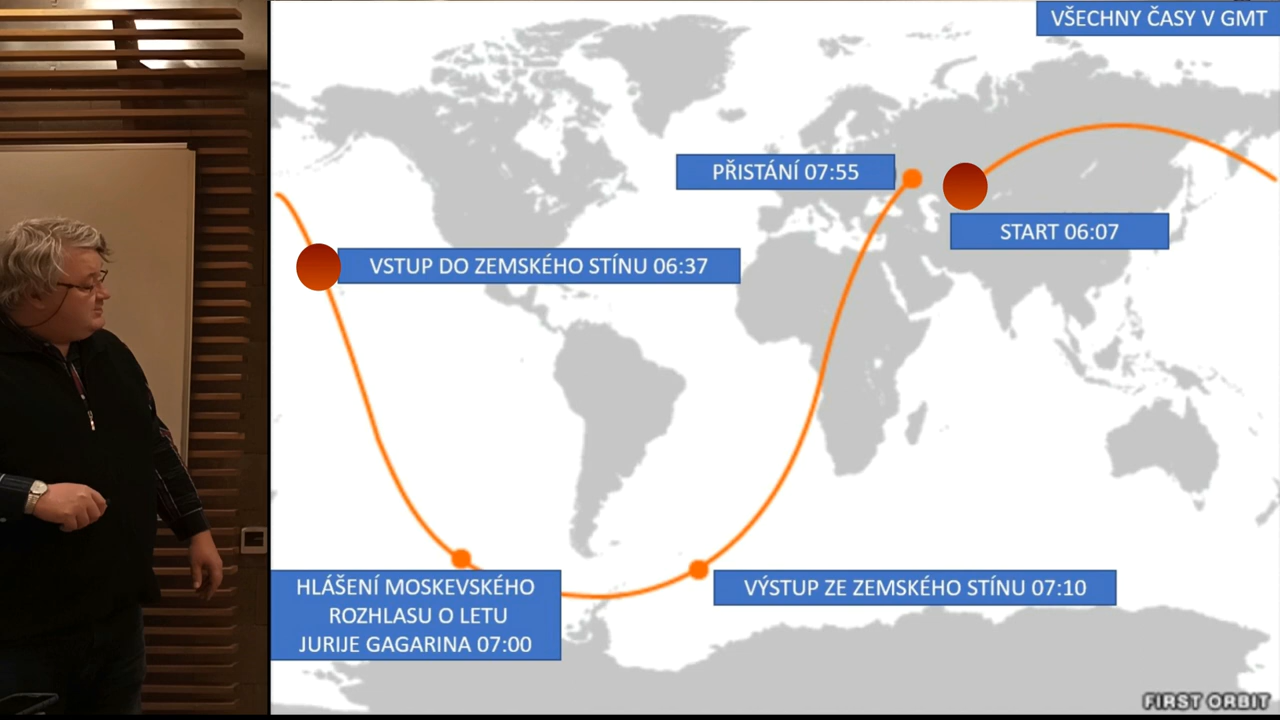 VŠECHNY ČASY V GMT
PŘISTÁNÍ 07:55
START 06:07
VSTUP DO ZEMSKÉHO STÍNU 06:37
HLÁŠENÍ MOSKEVSKÉHO
ROZHLASU O LETU
JURIJE GAGARINA 07:00
VÝSTUP ZE ZEMSKÉHO STÍNU 07:10
FIRST ORBIT